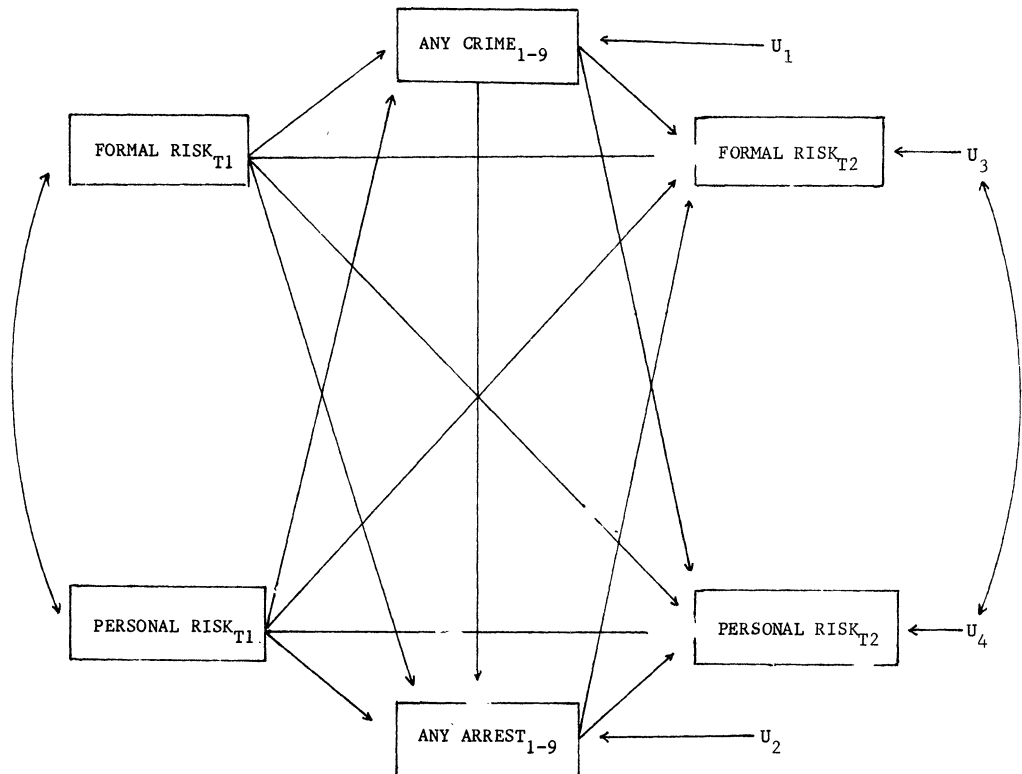 ANY CRIME1-9
U1
FORMAL RISKT1
FORMAL RISKT2
U3
PERSONAL RISKT1
PERSONAL RISKT2
U4
ANY ARREST1-9
U2